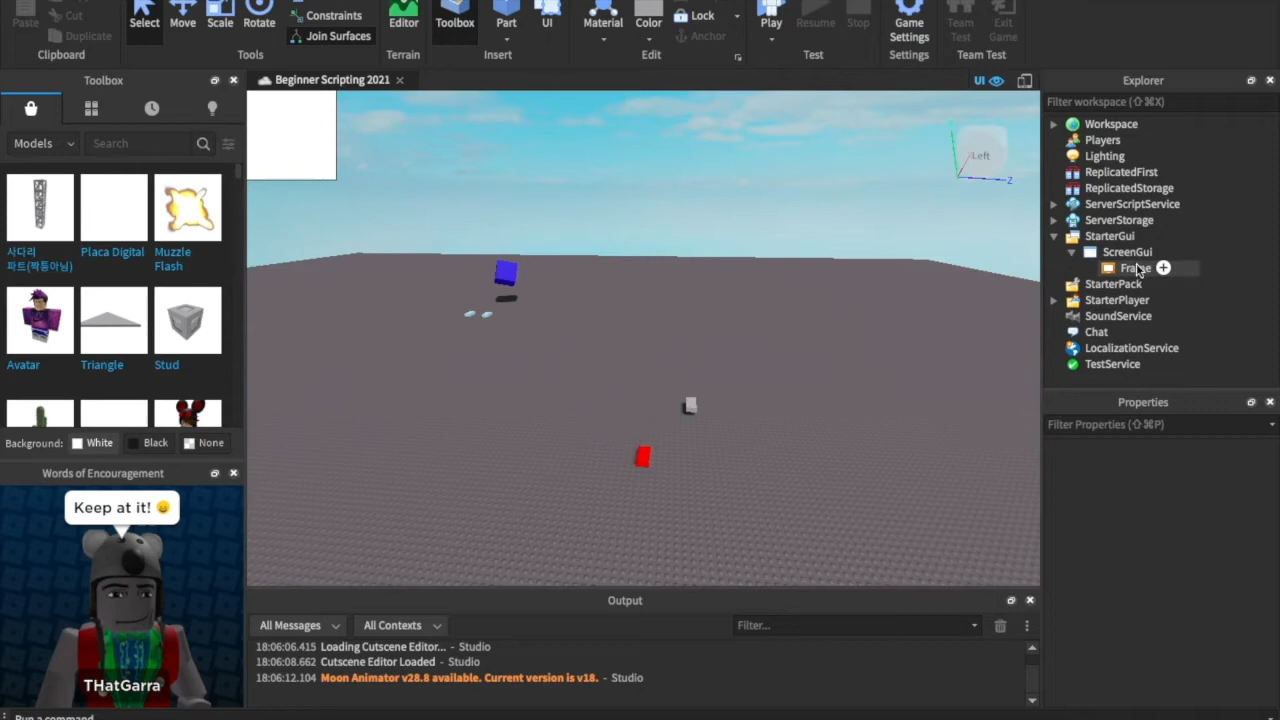 Paste
Cut
Duplicate
Clipboard
Select
Move
Scale
Rotate
Tools
Constraints
Join Surfaces
Editor
Terrain
Toolbox
Part
UI
Insert
Material
Color
Lock
Anchor
Edit
Play
Resume
Stop
Test
Game
Settings
Settings
Team
Test
Exit
Game
Team Test
Toolbox
Models
Search
사다리
파트(짝퉁아님)
Placa Digital
Muzzle
Flash
Avatar
Triangle
Stud
Background:
White
Black
None
Words of Encouragement
Keep at it!
THatGarra
Beginner Scripting 2021
UI
Left
Z
Output
All Messages
All Contexts
Filter...
18:06:06.415 Loading Cutscene Editor... - Studio
18:06:08.662 Cutscene Editor Loaded - Studio
18:06:12.104 Moon Animator v28.8 available. Current version is v18. - Studio
Explorer
Filter workspace (⇧⌘X)
Workspace
Players
Lighting
ReplicatedFirst
ReplicatedStorage
ServerScriptService
ServerStorage
StarterGui
ScreenGui
Frame
StarterPack
StarterPlayer
SoundService
Chat
LocalizationService
TestService
Properties
Filter Properties (⇧⌘P)
Run a command